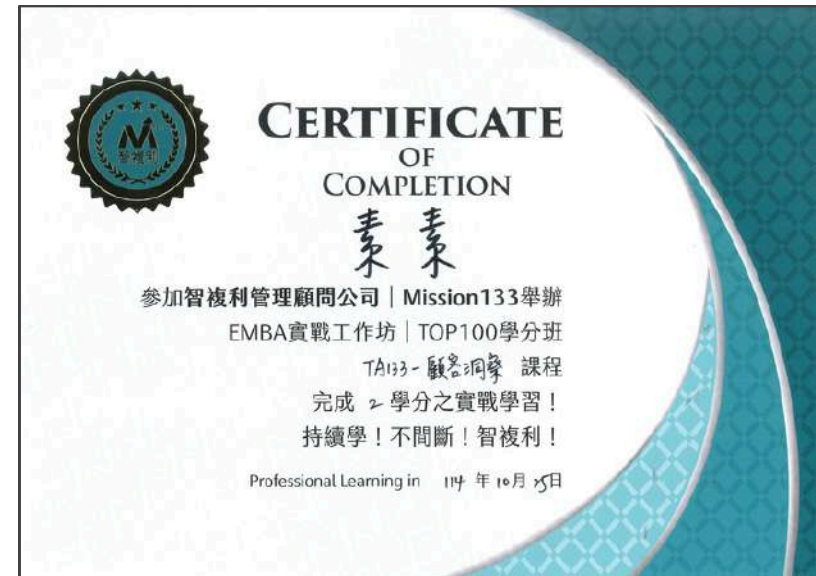 智複利
CERTIFICATE
OF
COMPLETION
素 素
參加智複利管理顧問公司｜Mission133舉辦
EMBA實戰工作坊｜TOP100學分班
TA133-顧客洞察 課程
完成 2 學分之實戰學習！
持續學！不間斷！智複利！
Professional Learning in 114 年 10月 25日